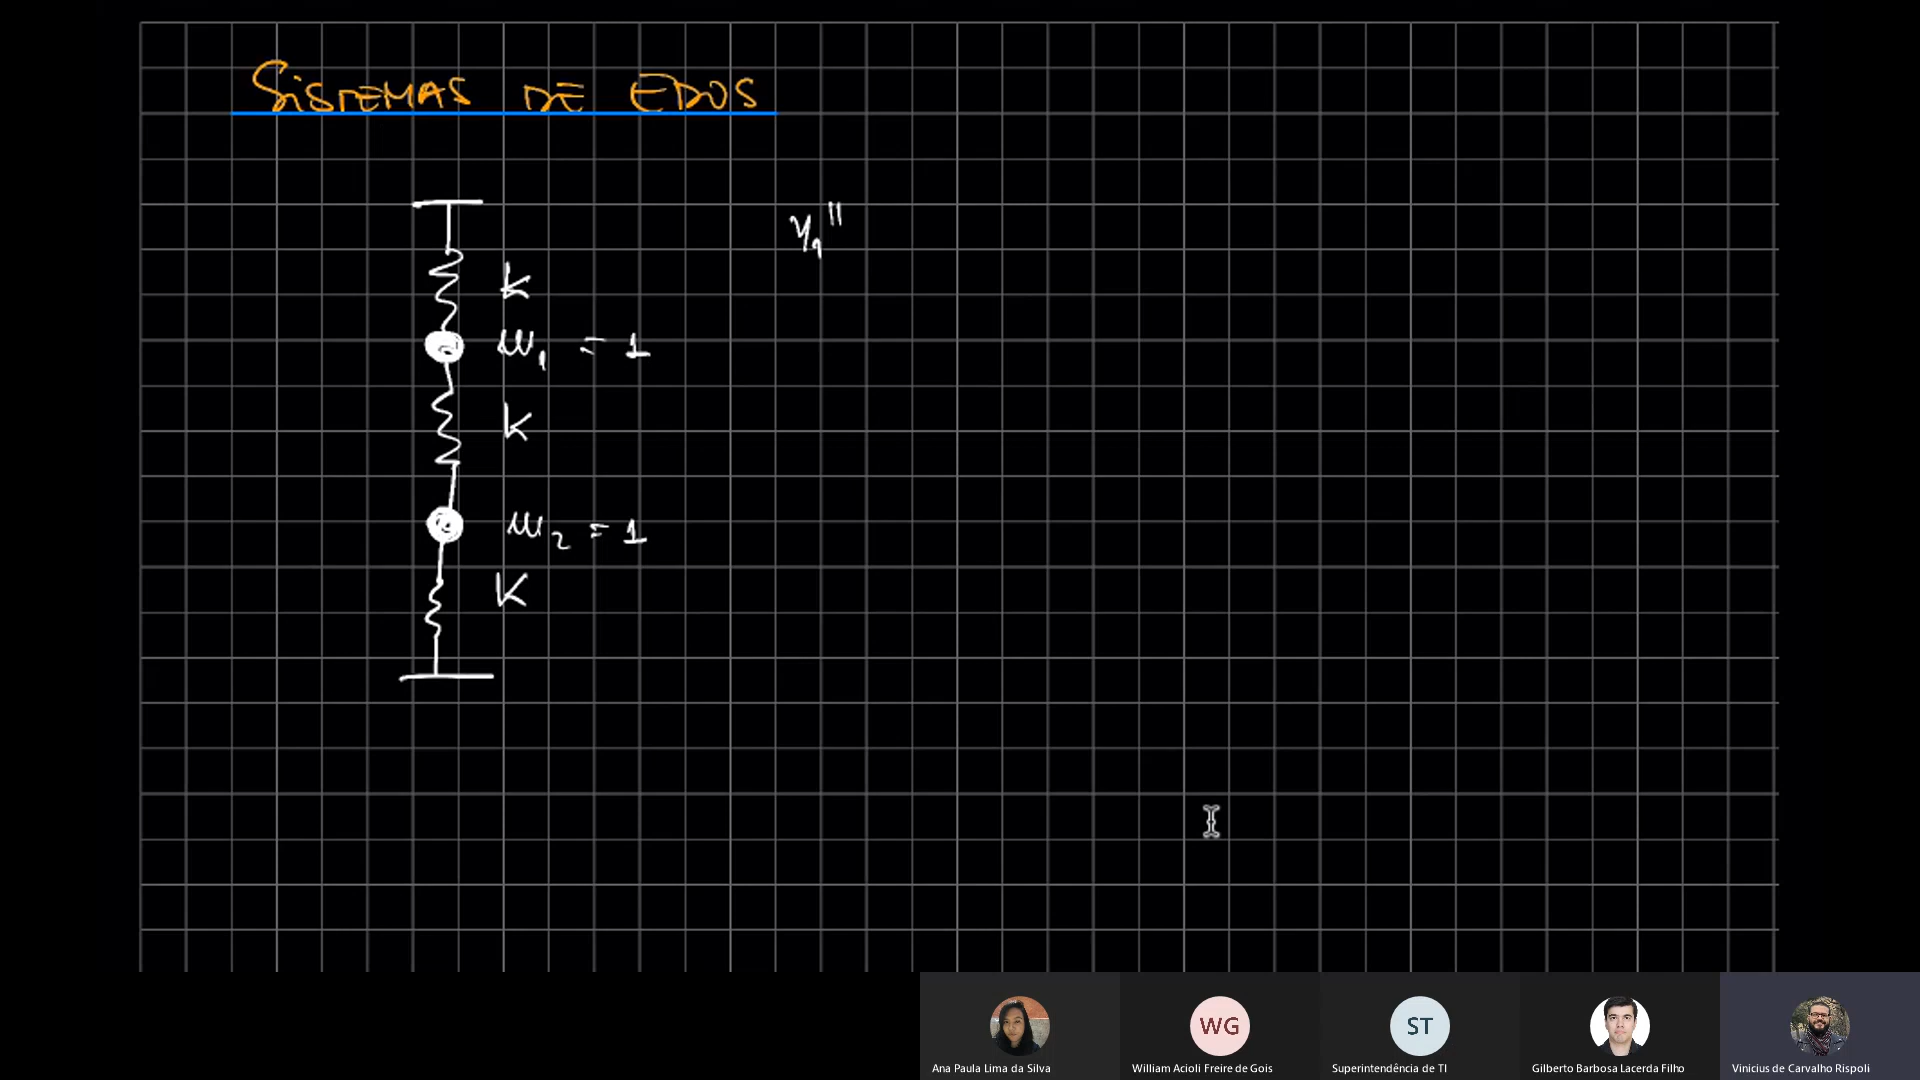 SISTEMAS DE EDOS
y₁''
k
m₁ = 1
k
m₂ = 1
k
WG
ST
Ana Paula Lima da Silva
William Acioli Freire de Gois
Superintendência de TI
Gilberto Barbosa Lacerda Filho
Vinicius de Carvalho Rispoli